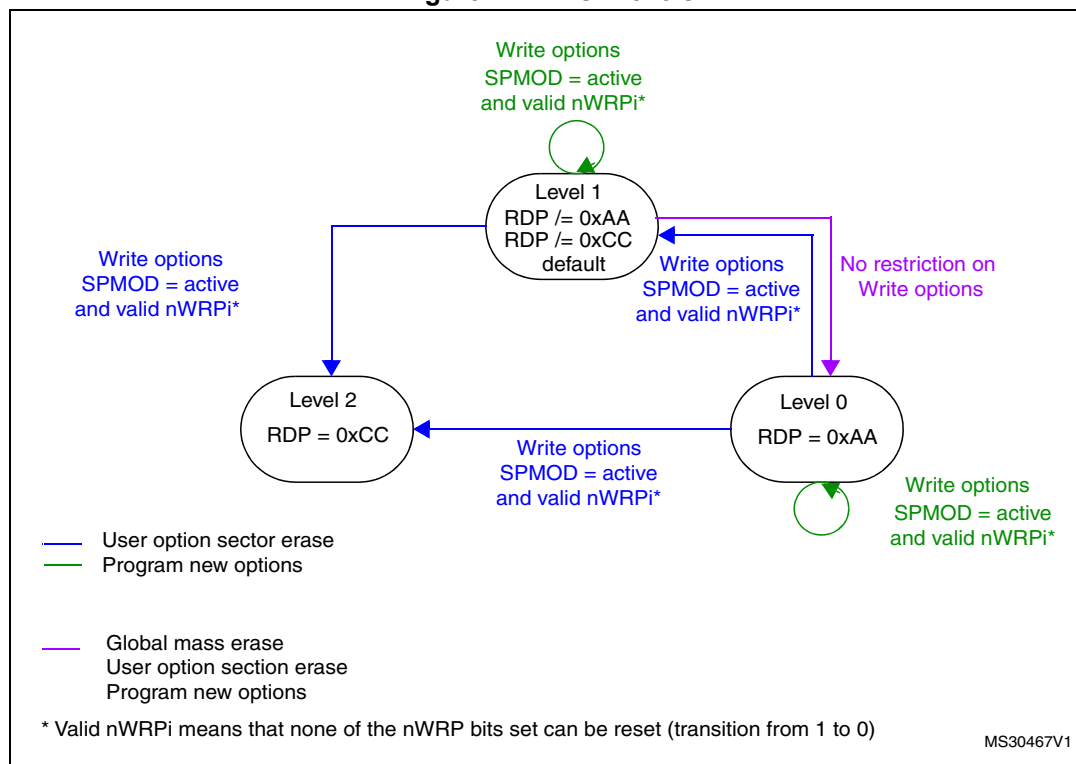 Write options
SPMOD = active
and valid nWRPi*
Level 1
RDP /= 0xAA
RDP /= 0xCC
default
Write options
SPMOD = active
and valid nWRPi*
Write options
SPMOD = active
and valid nWRPi*
No restriction on
Write options
Level 2
RDP = 0xCC
Level 0
RDP = 0xAA
Write options
SPMOD = active
and valid nWRPi*
Write options
SPMOD = active
and valid nWRPi*
User option sector erase
Program new options
Global mass erase
User option section erase
Program new options
* Valid nWRPi means that none of the nWRP bits set can be reset (transition from 1 to 0)
MS30467V1